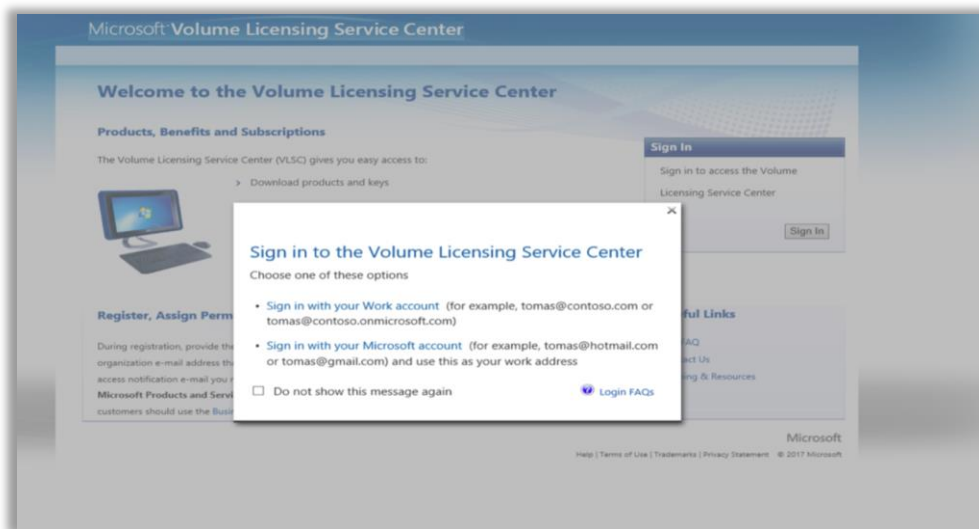 Microsoft Volume Licensing Service Center
Welcome to the Volume Licensing Service Center
Products, Benefits and Subscriptions
The Volume Licensing Service Center (VLSC) gives you easy access to:
> Download products and keys
Sign In
Sign in to access the Volume
Licensing Service Center
Sign In
Sign in to the Volume Licensing Service Center
Choose one of these options
• Sign in with your Work account (for example, tomas@contoso.com or
tomas@contoso.onmicrosoft.com)
• Sign in with your Microsoft account (for example, tomas@hotmail.com
or tomas@gmail.com) and use this as your work address
Do not show this message again
Login FAQs
Register, Assign Perm
During registration, provide the
organization e-mail address
access notification e-mail you
Microsoft Products and Servi
customers should use the Busi
ful Links
FAQ
act Us
ing & Resources
Microsoft
Help | Terms of Use | Trademarks | Privacy Statement © 2017 Microsoft